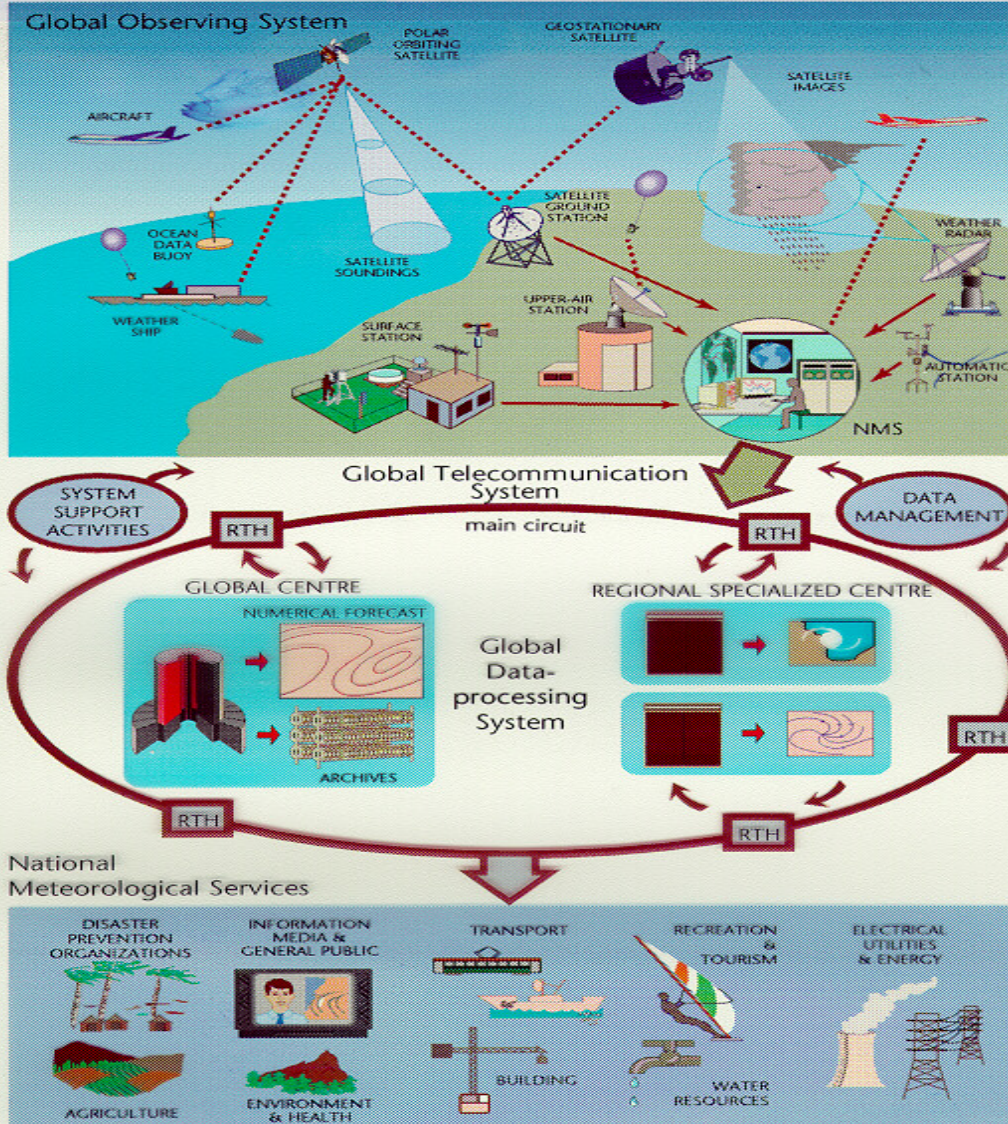 Global Observing System
POLAR
ORBITING
SATELLITE
GEOSTATIONARY
SATELLITE
SATELLITE
IMAGES
AIRCRAFT
OCEAN
DATA
BUOY
SATELLITE
SOUNDINGS
SATELLITE
GROUND
STATION
WEATHER
RADAR
WEATHER
SHIP
UPPER-AIR
STATION
SURFACE
STATION
AUTOMATIC
STATION
NMS
Global Telecommunication
System
main circuit
SYSTEM
SUPPORT
ACTIVITIES
DATA
MANAGEMENT
RTH
RTH
GLOBAL CENTRE
NUMERICAL FORECAST
ARCHIVES
Global
Data-
processing
System
REGIONAL SPECIALIZED CENTRE
RTH
RTH
RTH
National
Meteorological Services
DISASTER
PREVENTION
ORGANIZATIONS
INFORMATION
MEDIA &
GENERAL PUBLIC
TRANSPORT
RECREATION
&
TOURISM
ELECTRICAL
UTILITIES
& ENERGY
AGRICULTURE
ENVIRONMENT
& HEALTH
BUILDING
WATER
RESOURCES